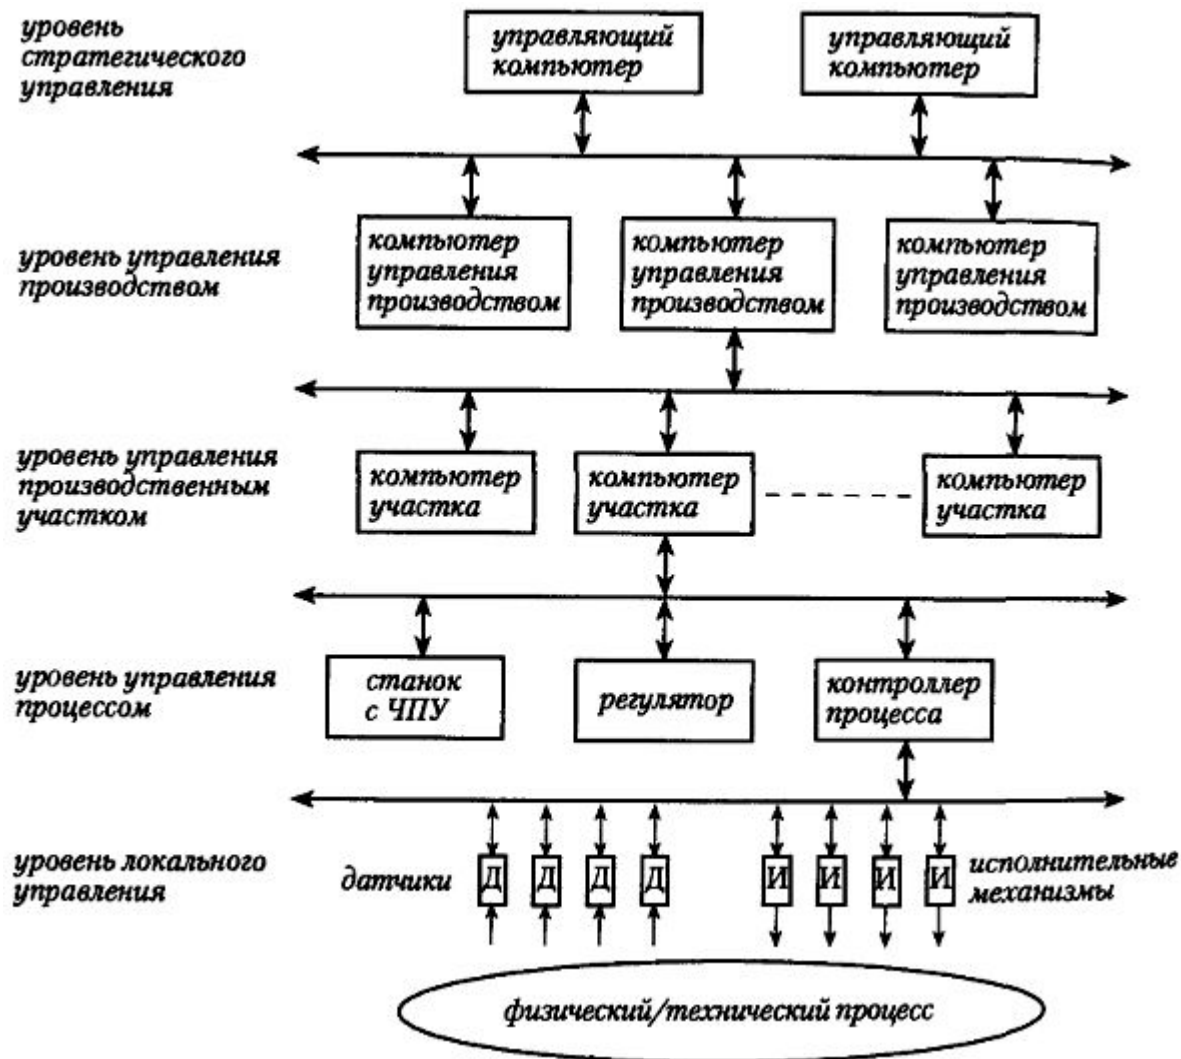 уровень
стратегического
управления
управляющий
компьютер
управляющий
компьютер
уровень управления
производством
компьютер
управления
производством
компьютер
управления
производством
компьютер
управления
производством
уровень управления
производственным
участком
компьютер
участка
компьютер
участка
компьютер
участка
уровень управления
процессом
станок
с ЧПУ
регулятор
контроллер
процесса
уровень локального
управления
датчики
Д
Д
Д
Д
И
И
И
И
исполнительные
механизмы
физический/технический процесс